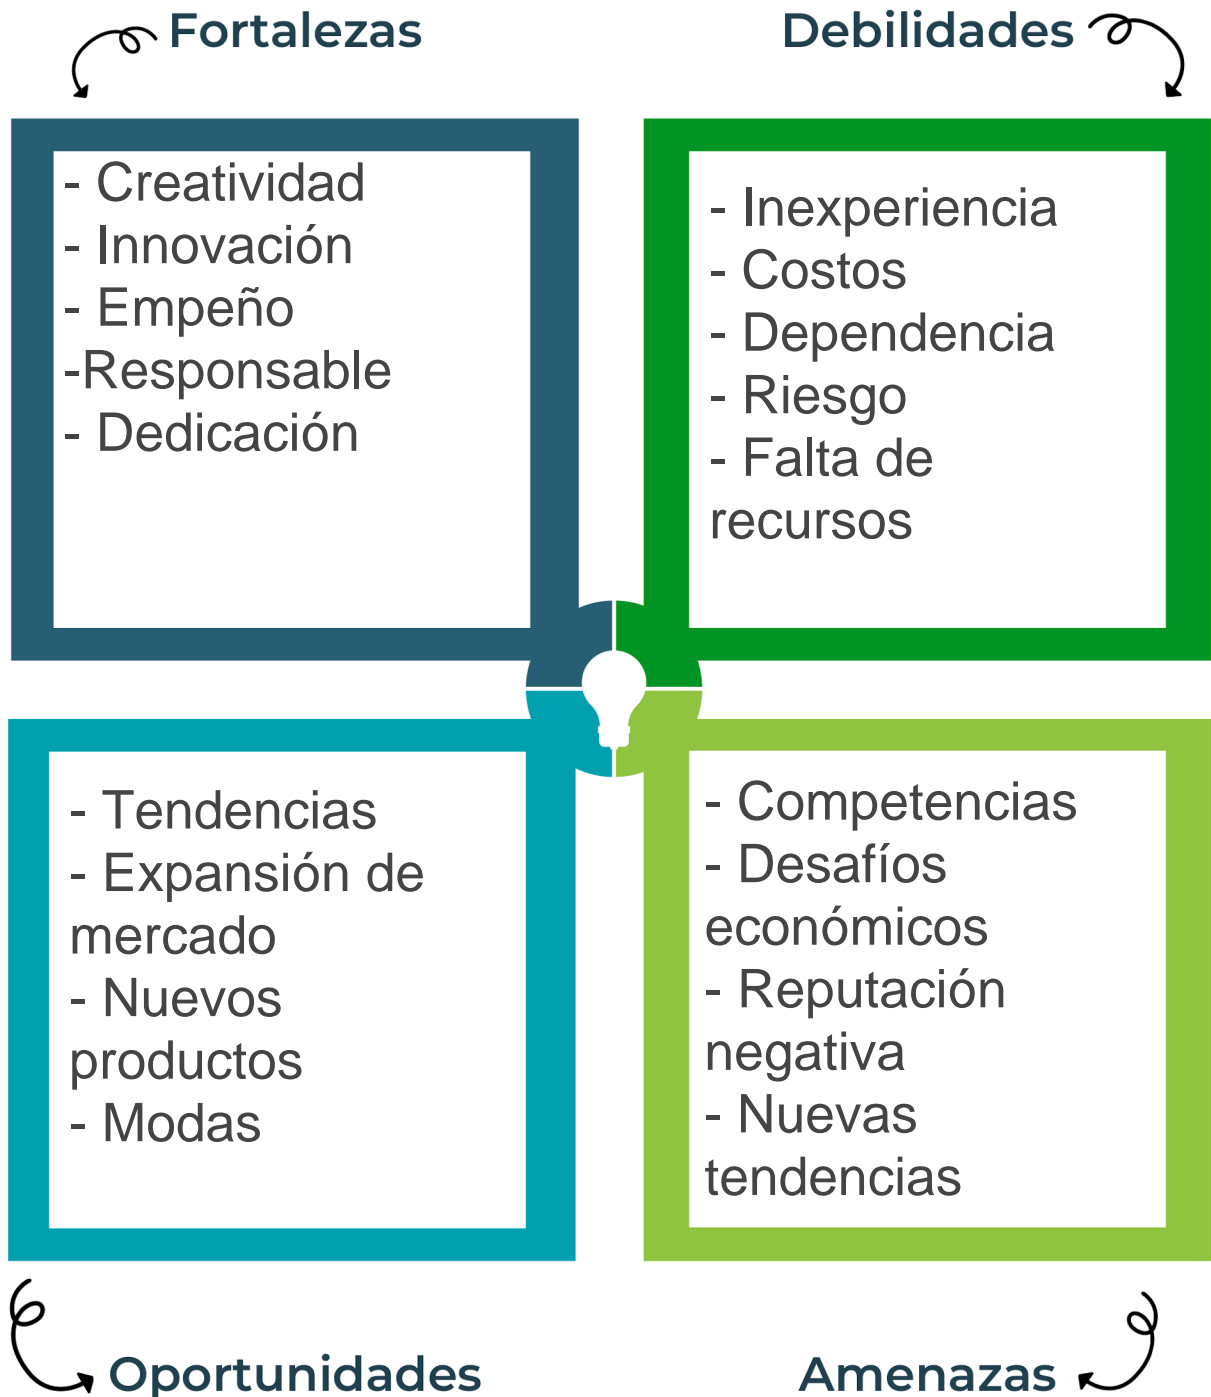 Fortalezas
- Creatividad
- Innovación
- Empeño
-Responsable
- Dedicación
Debilidades
- Inexperiencia
- Costos
- Dependencia
- Riesgo
- Falta de
recursos
- Tendencias
- Expansión de
mercado
- Nuevos
productos
- Modas
Oportunidades
- Competencias
- Desafíos
económicos
- Reputación
negativa
- Nuevas
tendencias
Amenazas